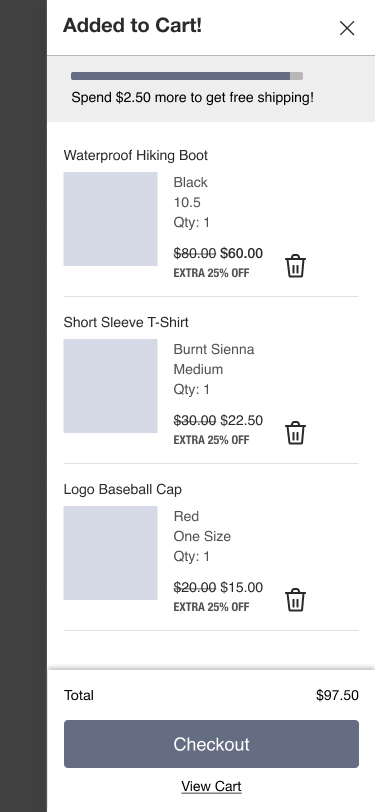 Added to Cart!
Spend $2.50 more to get free shipping!
Waterproof Hiking Boot
Black
10.5
Qty: 1
$80.00 $60.00
EXTRA 25% OFF
Short Sleeve T-Shirt
Burnt Sienna
Medium
Qty: 1
$30.00 $22.50
EXTRA 25% OFF
Logo Baseball Cap
Red
One Size
Qty: 1
$20.00 $15.00
EXTRA 25% OFF
Total $97.50
Checkout
View Cart